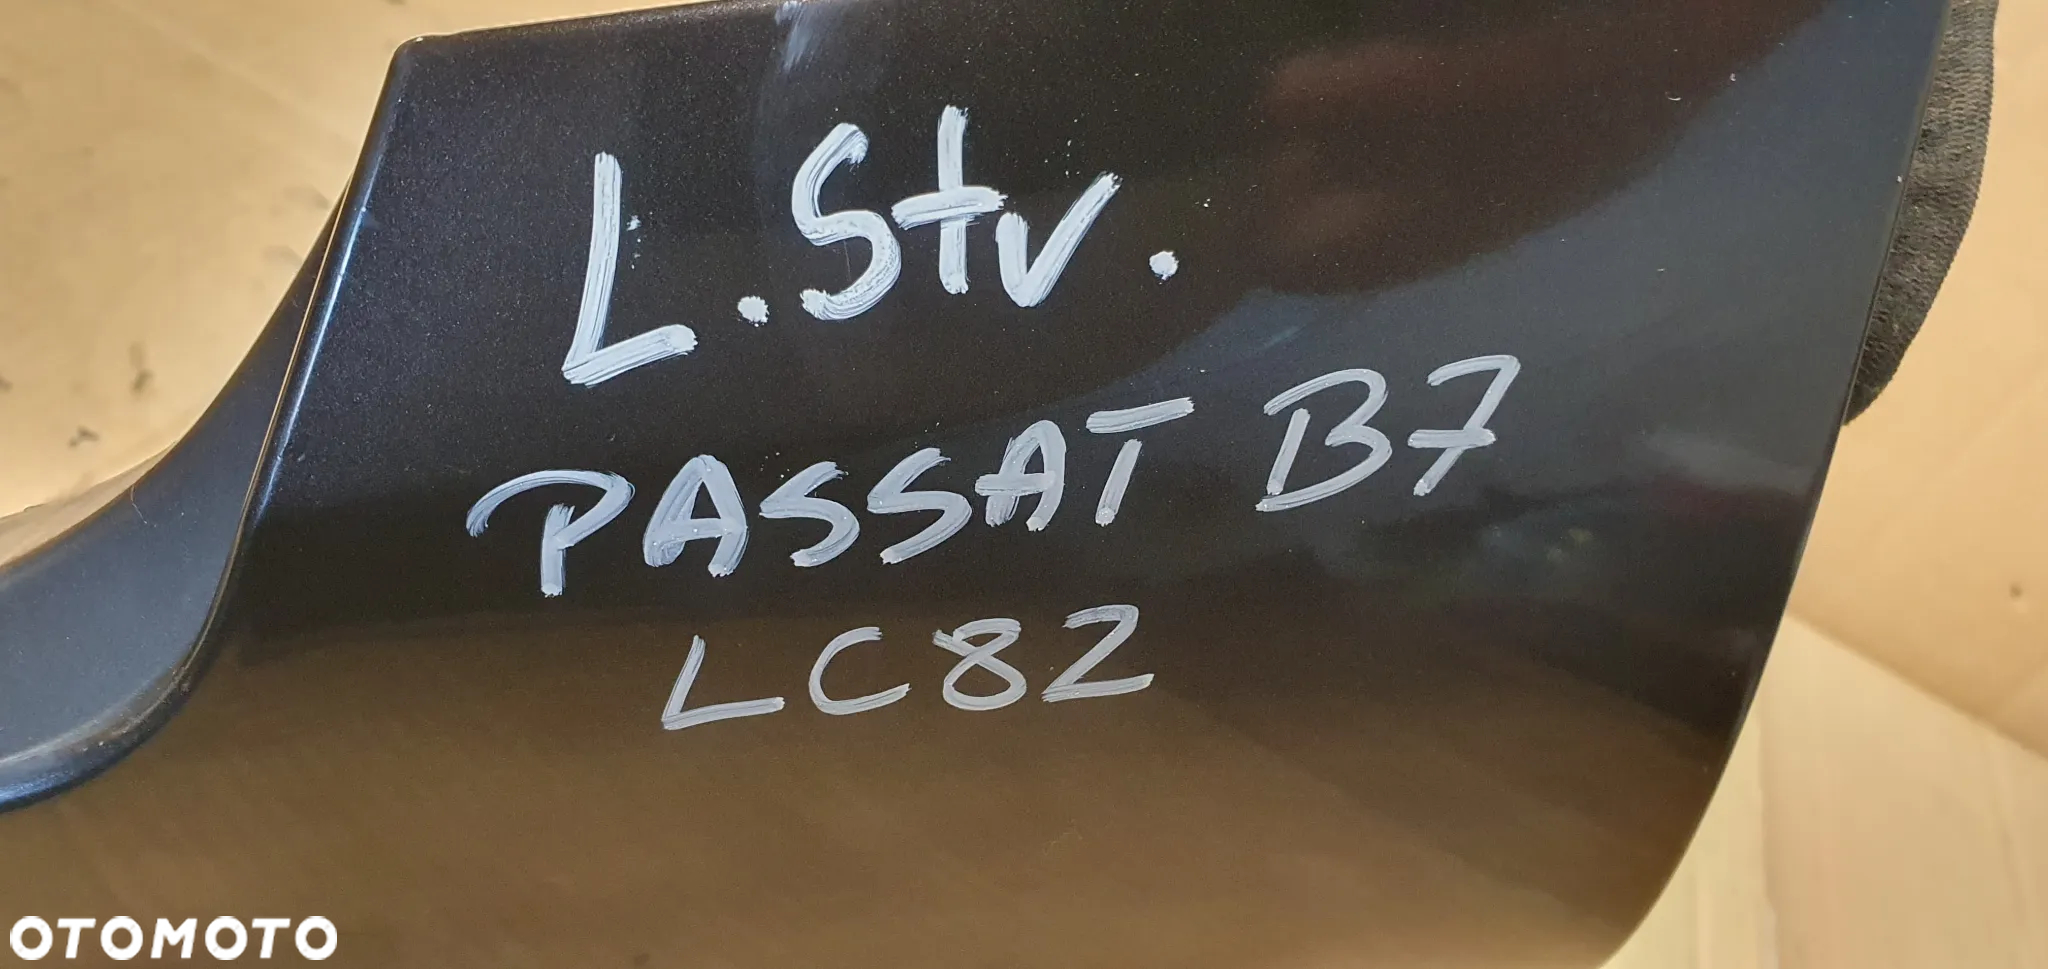 L.Stv.
PASSAT B7
LC82
OTOMOTO